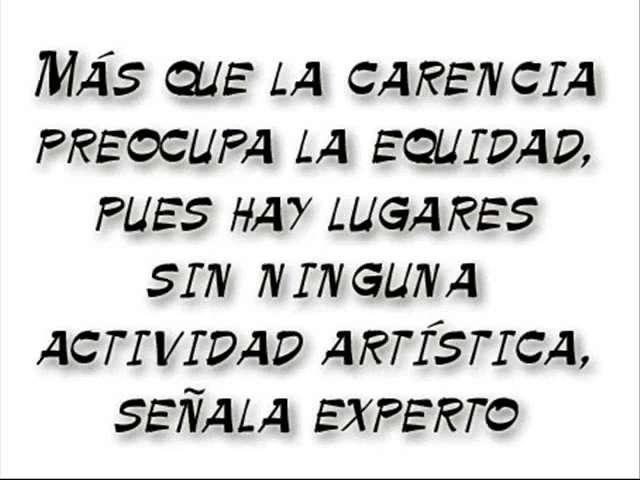 MÁS QUE LA CARENCIA
PREOCUPA LA EQUIDAD,
PUES HAY LUGARES
SIN NINGUNA
ACTIVIDAD ARTÍSTICA,
SEÑALA EXPERTO